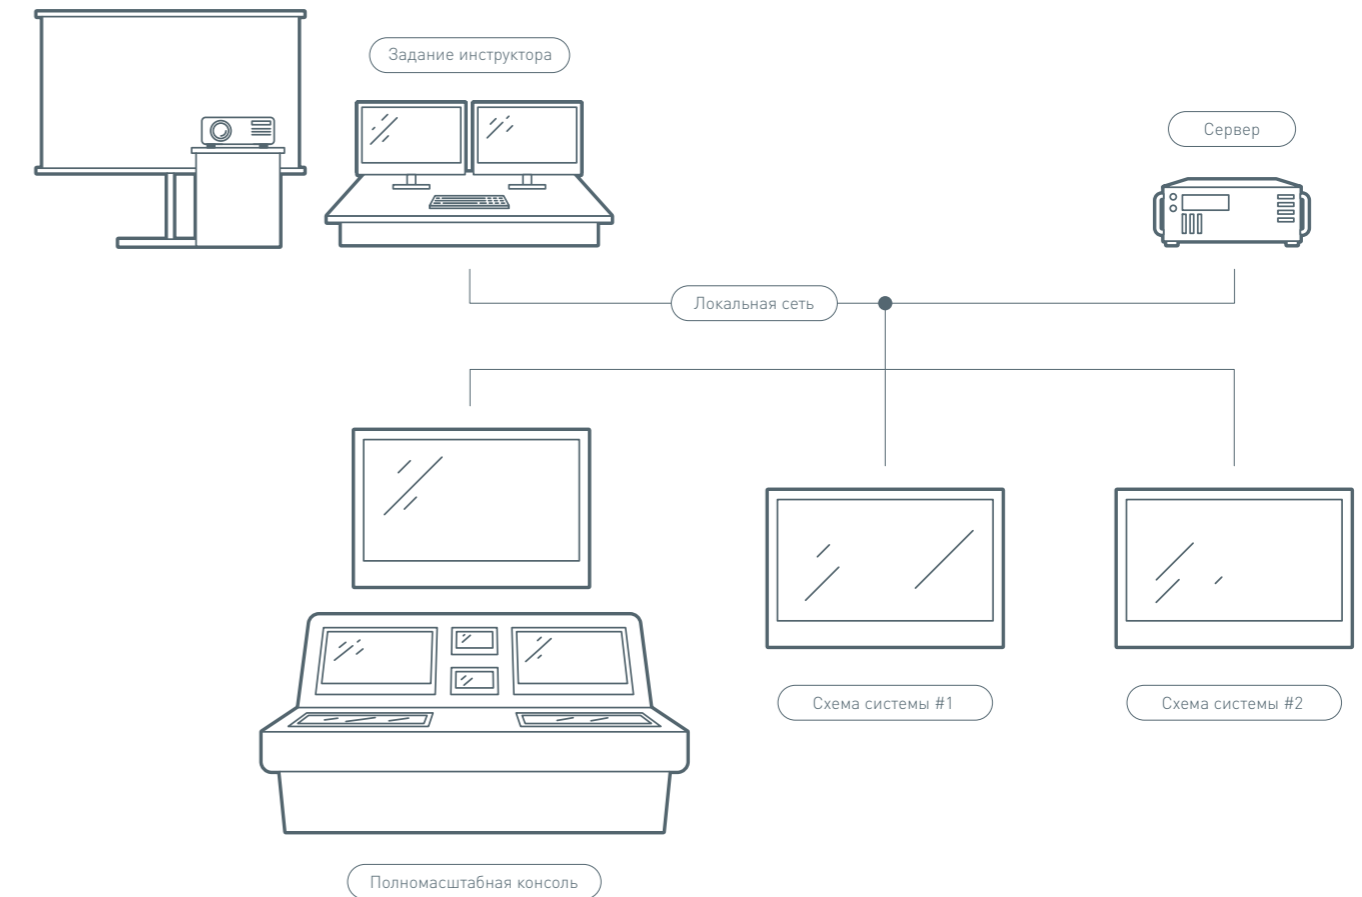 Задание инструктора
Сервер
Локальная сеть
Схема системы #1
Схема системы #2
Полномасштабная консоль